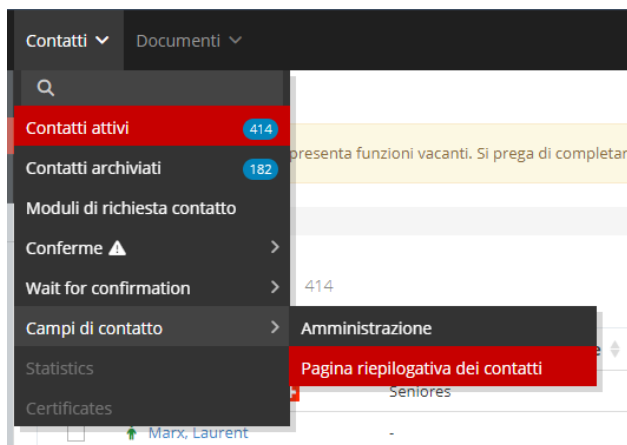 Contatti Documenti
Contatti attivi 414
presenta funzioni vacanti. Si prega di completar
Contatti archiviati 182
Moduli di richiesta contatto
Conferme
Wait for confirmation 414
Campi di contatto Amministrazione
Statistics Pagina riepilogativa dei contatti
Seniores
Certificates
Marx, Laurent -